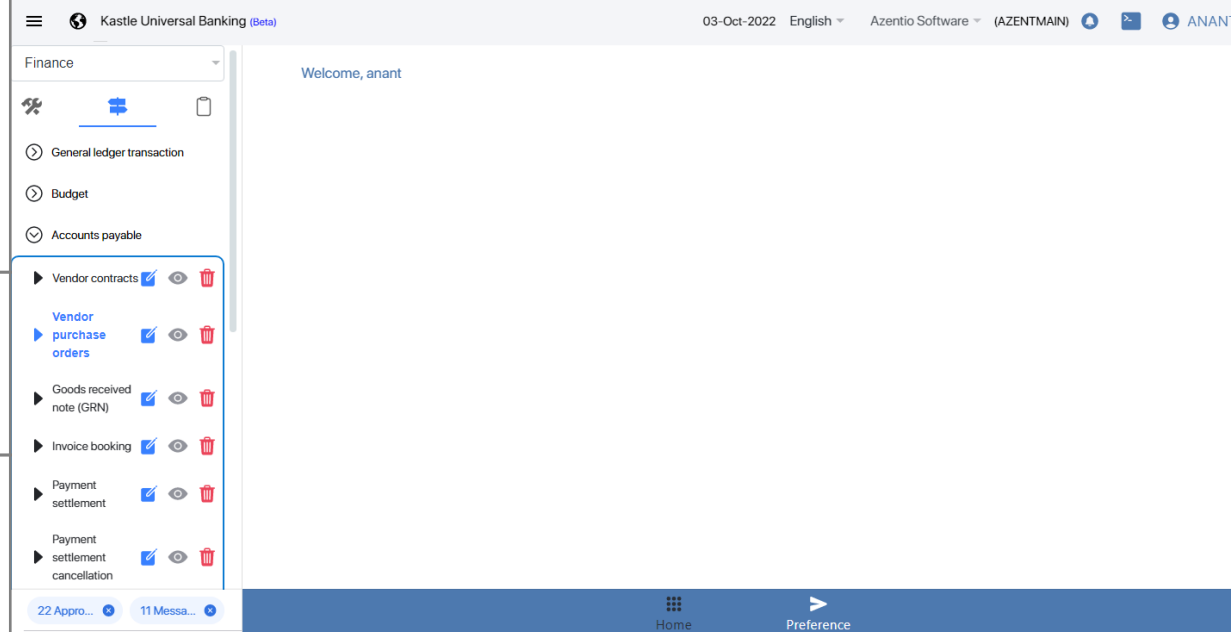 Kastle Universal Banking (Beta)
03-Oct-2022 English Azentio Software (AZENTMAIN) ANANT
Finance
Welcome, anant
General ledger transaction
Budget
Accounts payable
Vendor contracts
Vendor
purchase
orders
Goods received
note (GRN)
Invoice booking
Payment
settlement
Payment
settlement
cancellation
22 Appro...
11 Messa...
Home
Preference